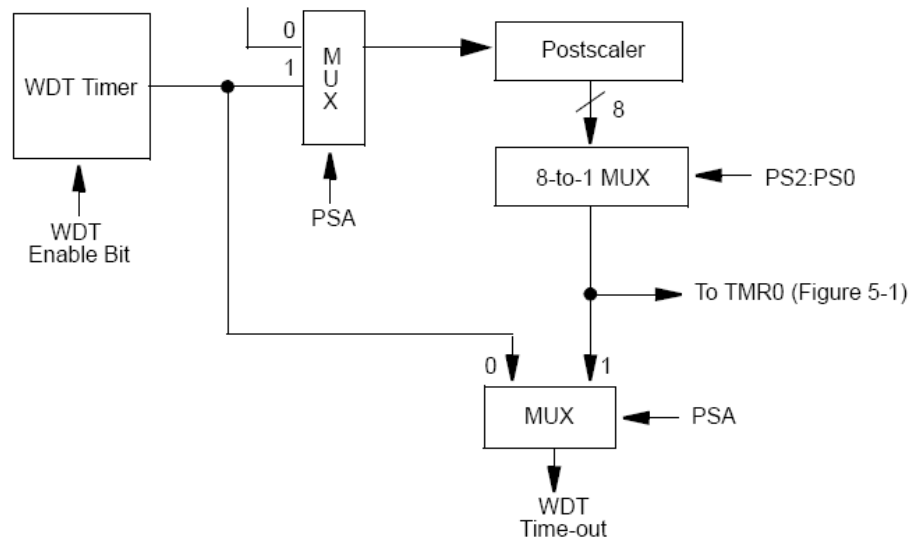 0
1
M
U
X
WDT Timer
Postscaler
8
8-to-1 MUX
PS2:PS0
PSA
WDT
Enable Bit
To TMR0 (Figure 5-1)
0
1
MUX
PSA
WDT
Time-out